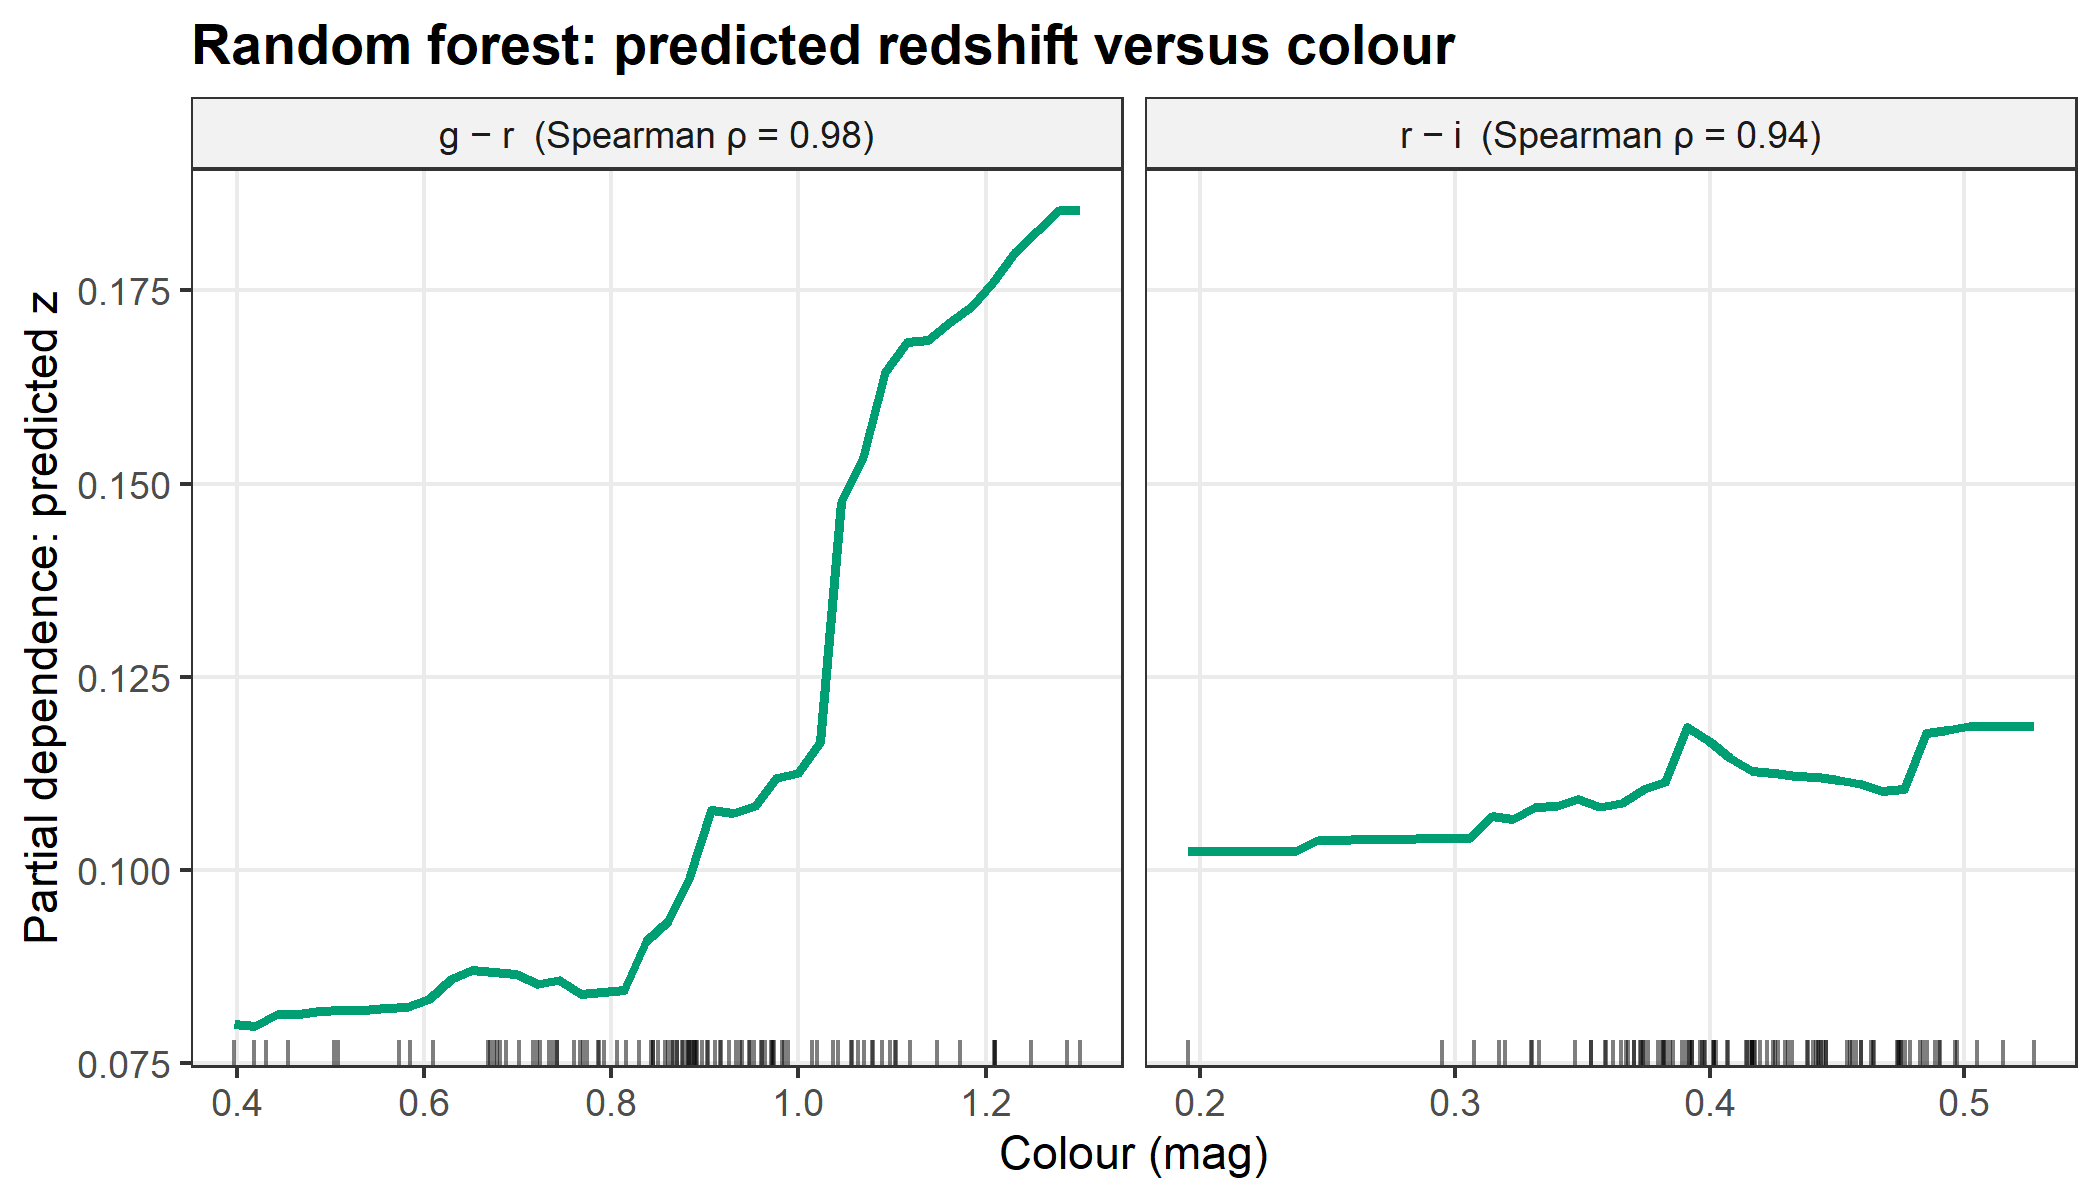 Random forest: predicted redshift versus colour
g − r  (Spearman ρ = 0.98)
r − i  (Spearman ρ = 0.94)
Partial dependence: predicted z
0.175
0.150
0.125
0.100
0.075
0.4 0.6 0.8 1.0 1.2
0.2 0.3 0.4 0.5
Colour (mag)